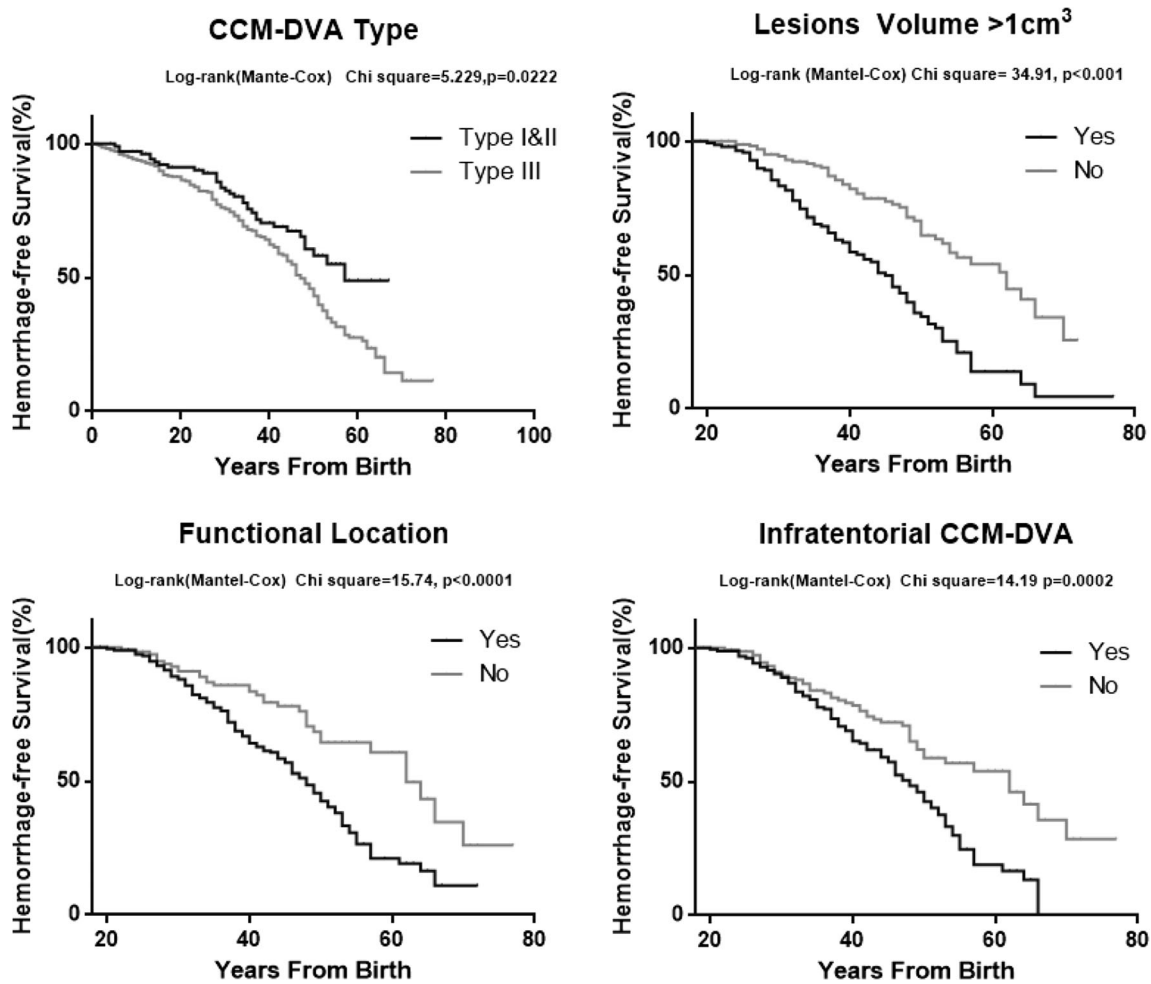 CCM-DVA Type
Log-rank(Mante-Cox) Chi square=5.229,p=0.0222
Hemorrhage-free Survival(%)
100
50
0
Type I&II
Type III
0 20 40 60 80 100
Years From Birth
Lesions Volume >1cm³
Log-rank (Mantel-Cox) Chi square= 34.91, p<0.001
Hemorrhage-free Survival(%)
100
50
0
Yes
No
20 40 60 80
Years From Birth
Functional Location
Log-rank(Mantel-Cox) Chi square=15.74, p<0.0001
Hemorrhage-free Survival(%)
100
50
0
Yes
No
20 40 60 80
Years From Birth
Infratentorial CCM-DVA
Log-rank(Mantel-Cox) Chi square=14.19 p=0.0002
Hemorrhage-free Survival(%)
100
50
0
Yes
No
20 40 60 80
Years From Birth